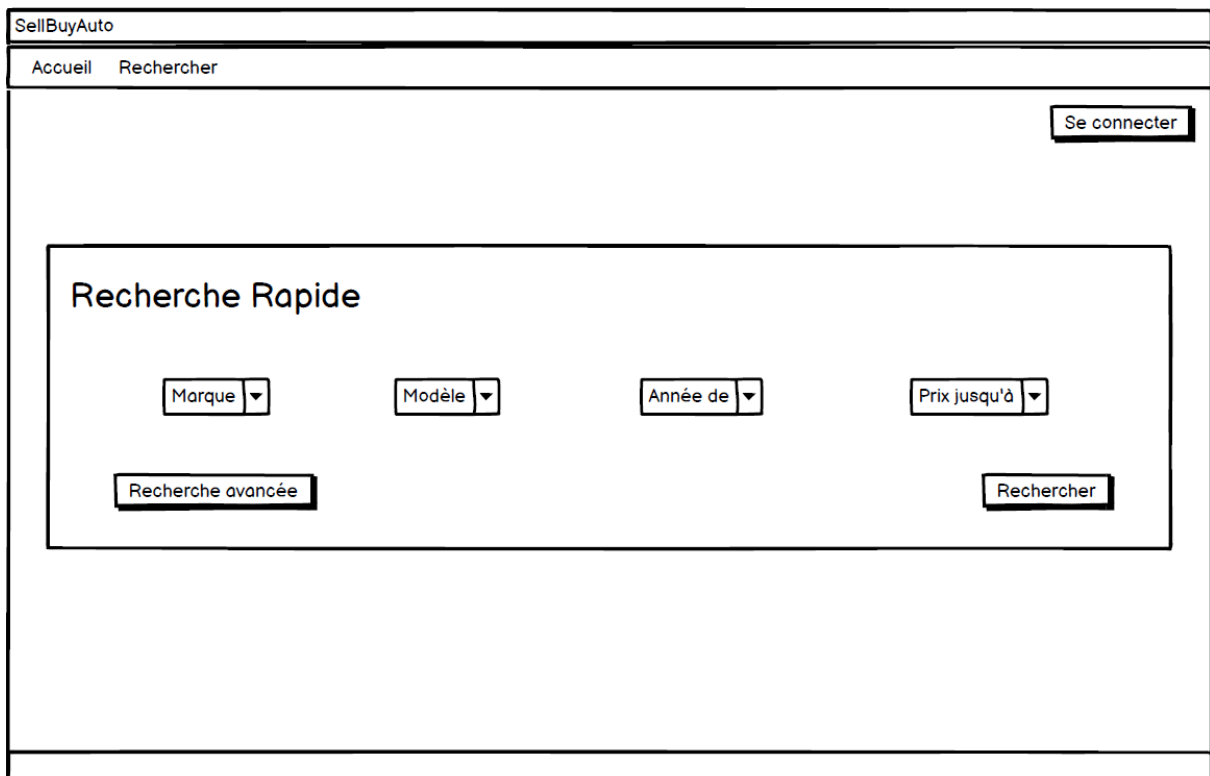 SellBuyAuto
Accueil Rechercher
Se connecter
Recherche Rapide
Marque Modèle Année de Prix jusqu'à
Recherche avancée Rechercher